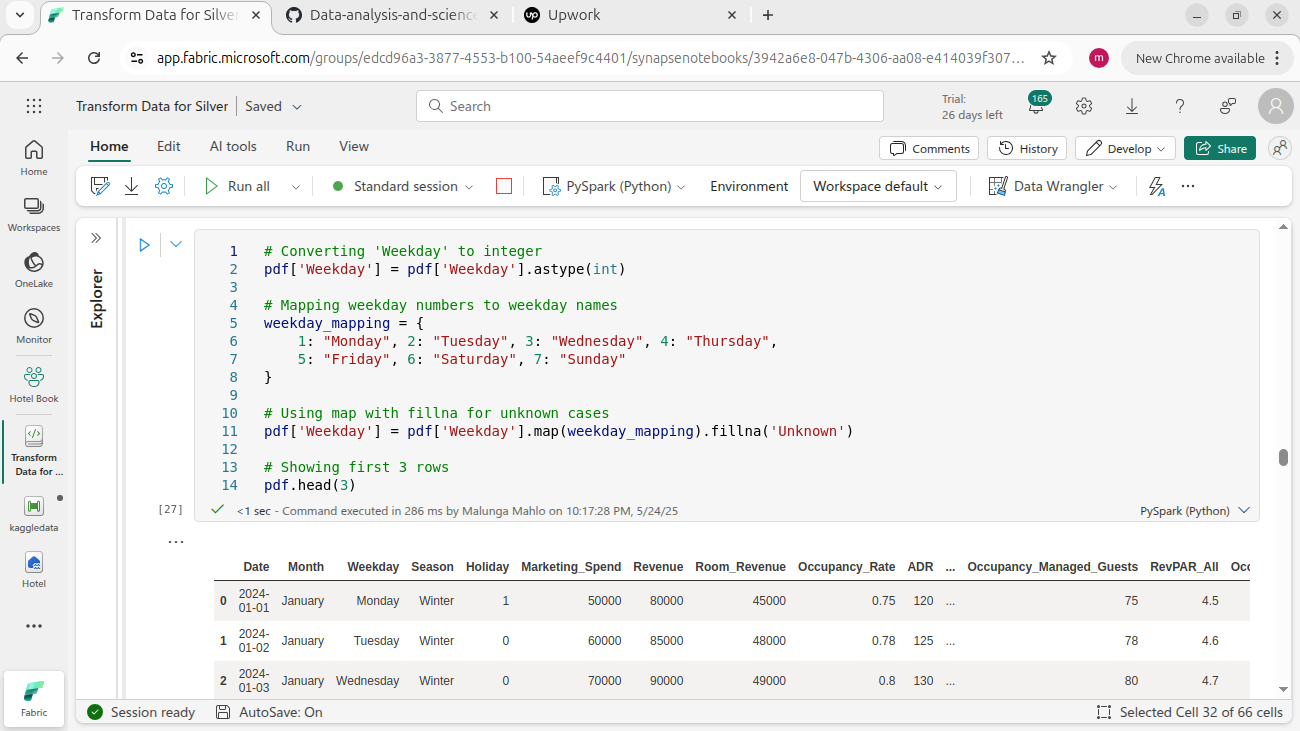 Transform Data for Silver
Data-analysis-and-science
Upwork
app.fabric.microsoft.com/groups/edcd96a3-3877-4553-b100-54aeef9c4401/synapsenotebooks/3942a6e8-047b-4306-aa08-e414039f307...
m
New Chrome available
Transform Data for Silver
Saved
Search
Trial:
26 days left
165
Home
Edit
AI tools
Run
View
Comments
History
Develop
Share
Run all
Standard session
PySpark (Python)
Environment
Workspace default
Data Wrangler
...
Home
Workspaces
OneLake
Monitor
Hotel Book
Transform
Data for ...
kaggledata
Hotel
...
Fabric
Explorer
1 # Converting 'Weekday' to integer
2 pdf['Weekday'] = pdf['Weekday'].astype(int)
3
4 # Mapping weekday numbers to weekday names
5 weekday_mapping = {
6 1: "Monday", 2: "Tuesday", 3: "Wednesday", 4: "Thursday",
7 5: "Friday", 6: "Saturday", 7: "Sunday"
8 }
9
10 # Using map with fillna for unknown cases
11 pdf['Weekday'] = pdf['Weekday'].map(weekday_mapping).fillna('Unknown')
12
13 # Showing first 3 rows
14 pdf.head(3)
[27] <1 sec - Command executed in 286 ms by Malunga Mahlo on 10:17:28 PM, 5/24/25 PySpark (Python)
...
Date Month Weekday Season Holiday Marketing_Spend Revenue Room_Revenue Occupancy_Rate ADR ... Occupancy_Managed_Guests RevPAR_All Occ
0 2024-01-01 January Monday Winter 1 50000 80000 45000 0.75 120 ... 75 4.5
1 2024-01-02 January Tuesday Winter 0 60000 85000 48000 0.78 125 ... 78 4.6
2 2024-01-03 January Wednesday Winter 0 70000 90000 49000 0.8 130 ... 80 4.7
Session ready
AutoSave: On
Selected Cell 32 of 66 cells